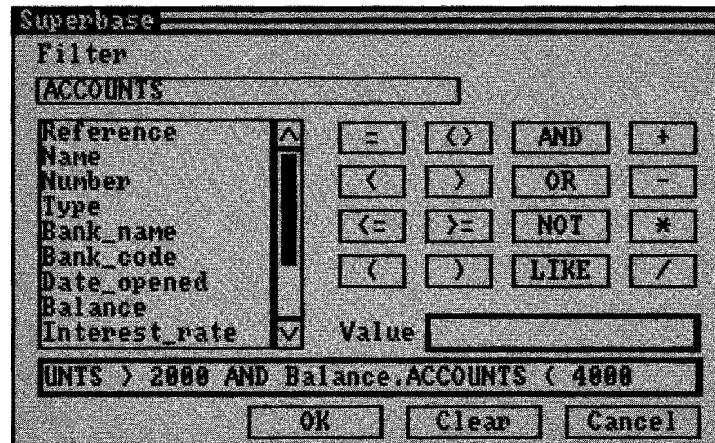 Superbase
Filter
ACCOUNTS
Reference
Name
Number
Type
Bank_name
Bank_code
Date_opened
Balance
Interest_rate
= <> AND +
< > OR -
<= >= NOT *
( ) LIKE /
Value
UNTS > 2000 AND Balance.ACCOUNTS < 4000
OK Clear Cancel